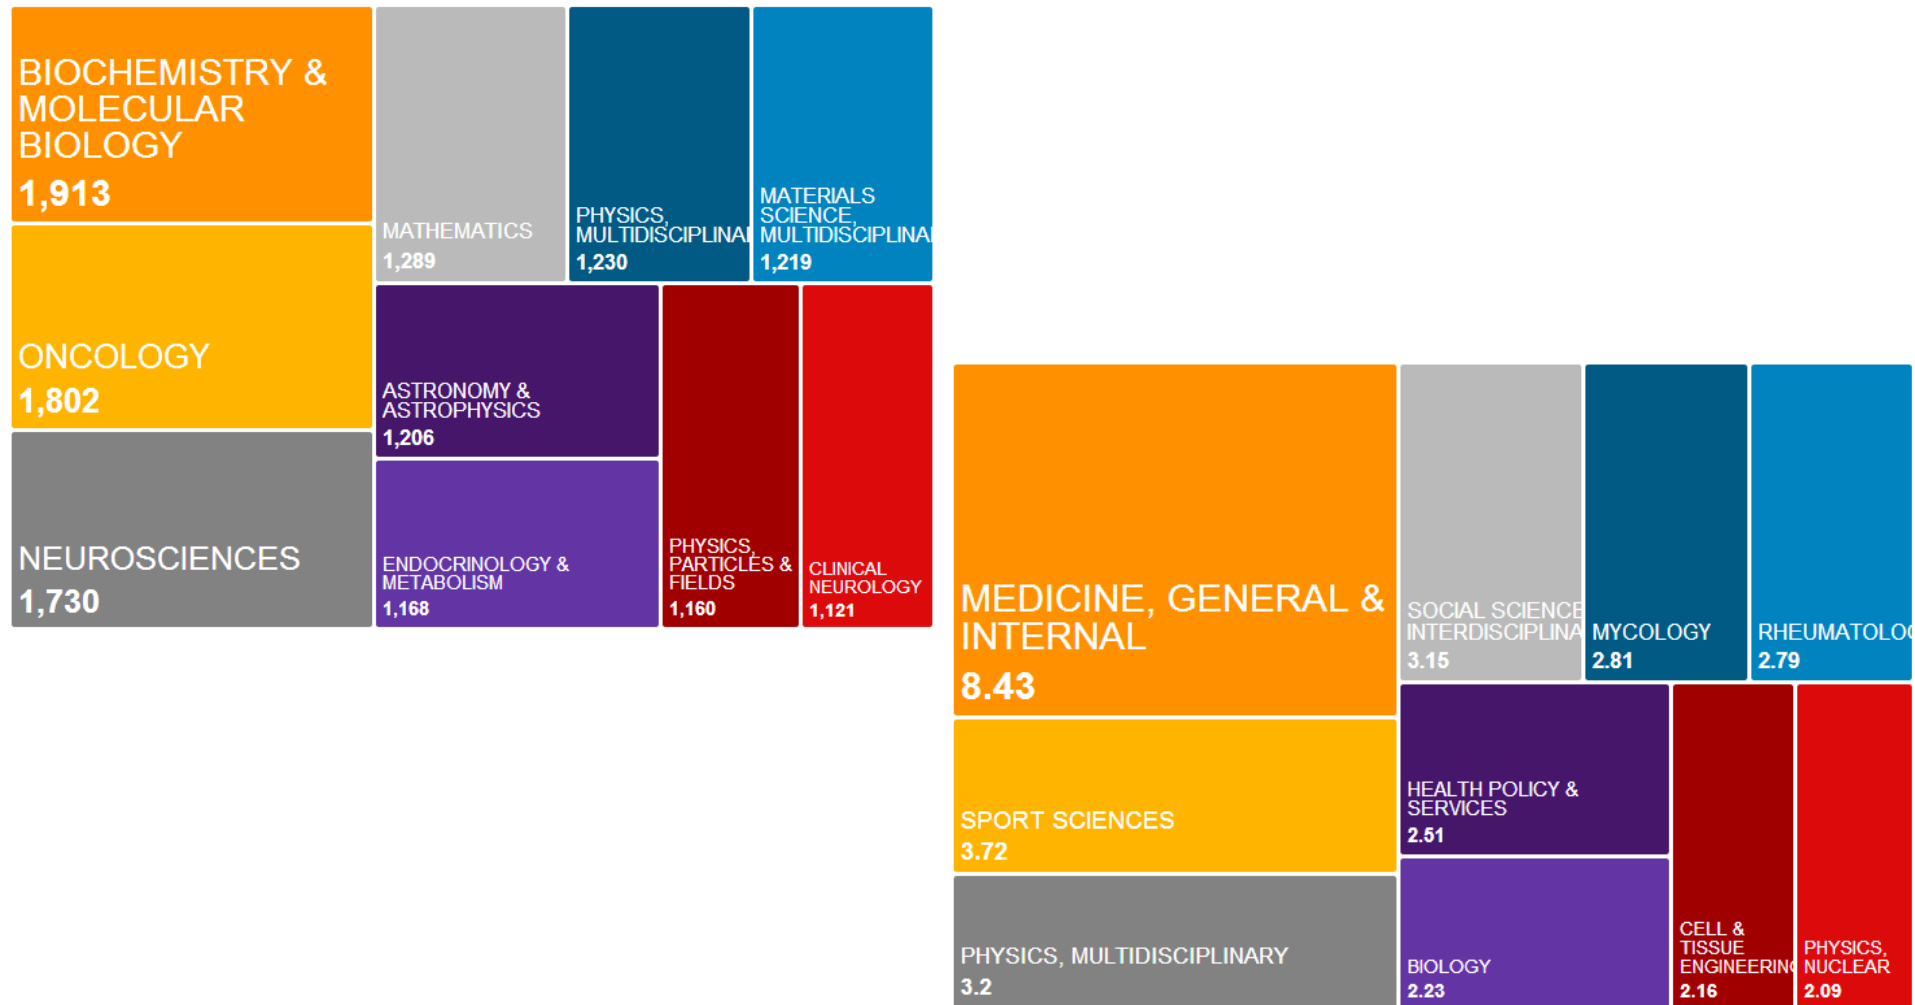 BIOCHEMISTRY &
MOLECULAR
BIOLOGY
1,913
ONCOLOGY
1,802
NEUROSCIENCES
1,730
MATHEMATICS
1,289
PHYSICS,
MULTIDISCIPLINAR
1,230
MATERIALS
SCIENCE,
MULTIDISCIPLINAR
1,219
ASTRONOMY &
ASTROPHYSICS
1,206
ENDOCRINOLOGY &
METABOLISM
1,168
PHYSICS,
PARTICLES &
FIELDS
1,160
CLINICAL
NEUROLOGY
1,121
MEDICINE, GENERAL &
INTERNAL
8.43
SPORT SCIENCES
3.72
PHYSICS, MULTIDISCIPLINARY
3.2
SOCIAL SCIENCE
INTERDISCIPLINA
3.15
MYCOLOGY
2.81
RHEUMATOLOG
2.79
HEALTH POLICY &
SERVICES
2.51
BIOLOGY
2.23
CELL &
TISSUE
ENGINEERING
2.16
PHYSICS,
NUCLEAR
2.09